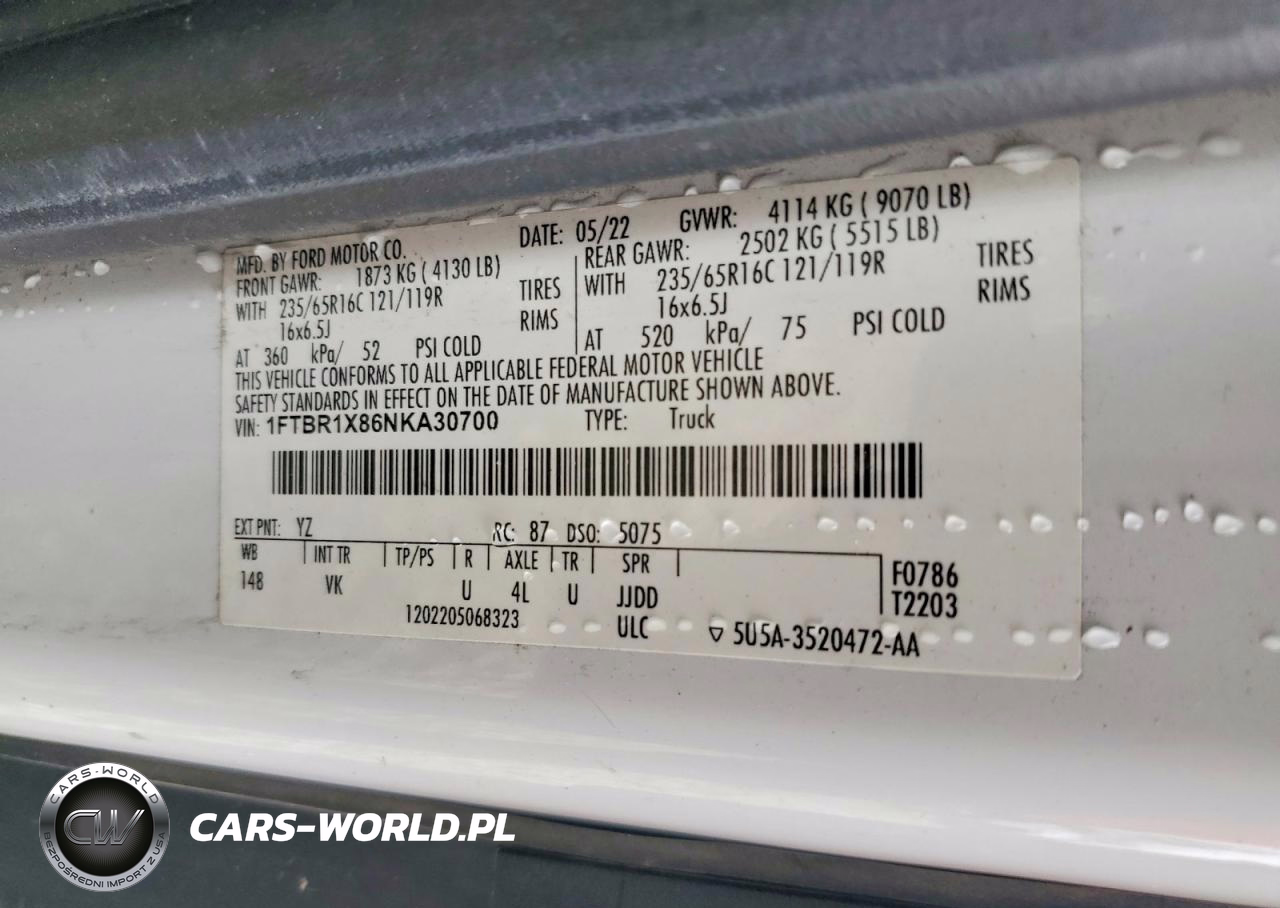 MFD. BY FORD MOTOR CO. DATE: 05/22 GVWR: 4114 KG ( 9070 LB)
FRONT GAWR: 1873 KG ( 4130 LB) REAR GAWR: 2502 KG ( 5515 LB)
WITH 235/65R16C 121/119R TIRES WITH 235/65R16C 121/119R TIRES
16x6.5J RIMS 16x6.5J RIMS
AT 360 kPa/ 52 PSI COLD AT 520 kPa/ 75 PSI COLD
THIS VEHICLE CONFORMS TO ALL APPLICABLE FEDERAL MOTOR VEHICLE
SAFETY STANDARDS IN EFFECT ON THE DATE OF MANUFACTURE SHOWN ABOVE.
VIN: 1FTBR1X86NKA30700 TYPE: Truck
EXT PNT: YZ RC: 87 DSO: 5075
WB INT TR TP/PS R AXLE TR SPR
148 VK U 4L U JJDD F0786
T2203
1202205068323 ULC ▽ 5U5A-3520472-AA
CARS-WORLD
CW
BEZPOŚREDNI IMPORT Z USA
CARS-WORLD.PL